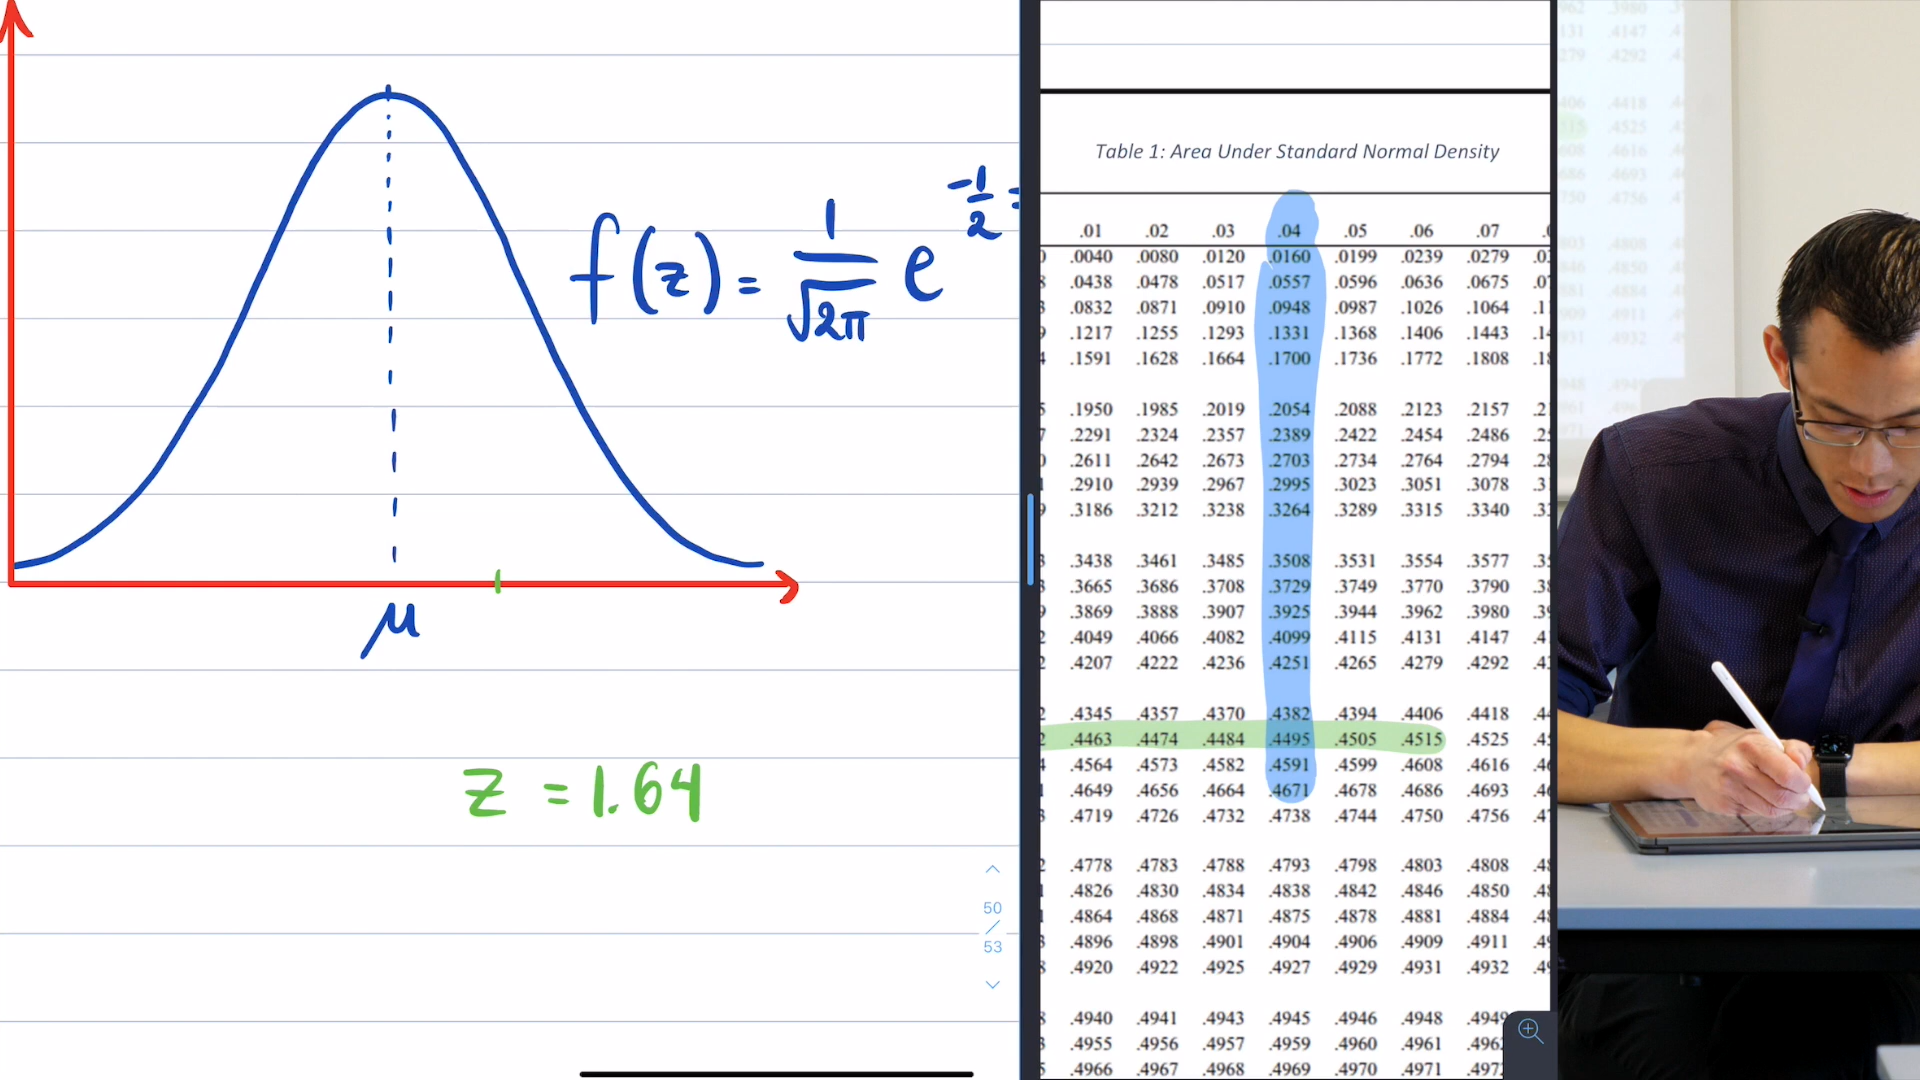 f(z) = 1/√2π e -1/2
μ
z = 1.64
50
/
53
Table 1: Area Under Standard Normal Density
.01 .02 .03 .04 .05 .06 .07
.0040 .0080 .0120 .0160 .0199 .0239 .0279
.0438 .0478 .0517 .0557 .0596 .0636 .0675
.0832 .0871 .0910 .0948 .0987 .1026 .1064
.1217 .1255 .1293 .1331 .1368 .1406 .1443
.1591 .1628 .1664 .1700 .1736 .1772 .1808
.1950 .1985 .2019 .2054 .2088 .2123 .2157
.2291 .2324 .2357 .2389 .2422 .2454 .2486
.2611 .2642 .2673 .2703 .2734 .2764 .2794
.2910 .2939 .2967 .2995 .3023 .3051 .3078
.3186 .3212 .3238 .3264 .3289 .3315 .3340
.3438 .3461 .3485 .3508 .3531 .3554 .3577
.3665 .3686 .3708 .3729 .3749 .3770 .3790
.3869 .3888 .3907 .3925 .3944 .3962 .3980
.4049 .4066 .4082 .4099 .4115 .4131 .4147
.4207 .4222 .4236 .4251 .4265 .4279 .4292
.4345 .4357 .4370 .4382 .4394 .4406 .4418
.4463 .4474 .4484 .4495 .4505 .4515 .4525
.4564 .4573 .4582 .4591 .4599 .4608 .4616
.4649 .4656 .4664 .4671 .4678 .4686 .4693
.4719 .4726 .4732 .4738 .4744 .4750 .4756
.4778 .4783 .4788 .4793 .4798 .4803 .4808
.4826 .4830 .4834 .4838 .4842 .4846 .4850
.4864 .4868 .4871 .4875 .4878 .4881 .4884
.4896 .4898 .4901 .4904 .4906 .4909 .4911
.4920 .4922 .4925 .4927 .4929 .4931 .4932
.4940 .4941 .4943 .4945 .4946 .4948 .4949
.4955 .4956 .4957 .4959 .4960 .4961
.4966 .4967 .4968 .4969 .4970 .4971